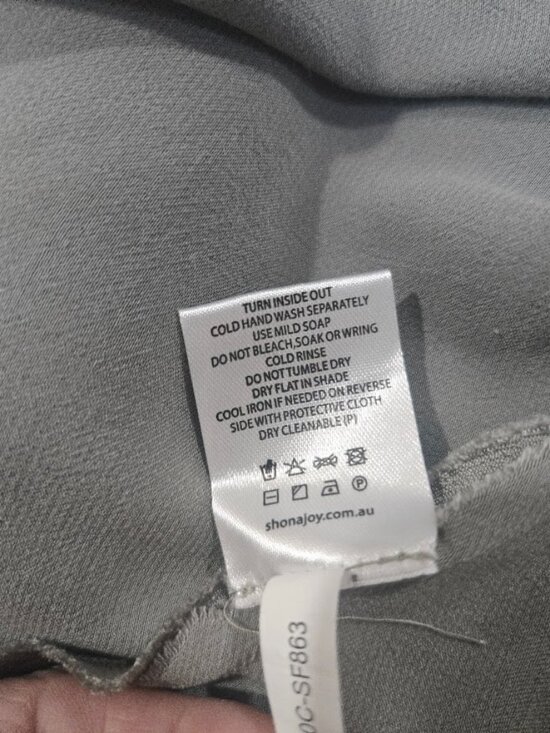 TURN INSIDE OUT
COLD HAND WASH SEPARATELY
USE MILD SOAP
DO NOT BLEACH,SOAK OR WRING
COLD RINSE
DO NOT TUMBLE DRY
DRY FLAT IN SHADE
COOL IRON IF NEEDED ON REVERSE
SIDE WITH PROTECTIVE CLOTH
DRY CLEANABLE (P)
P
shonajoy.com.au
0C-SF863